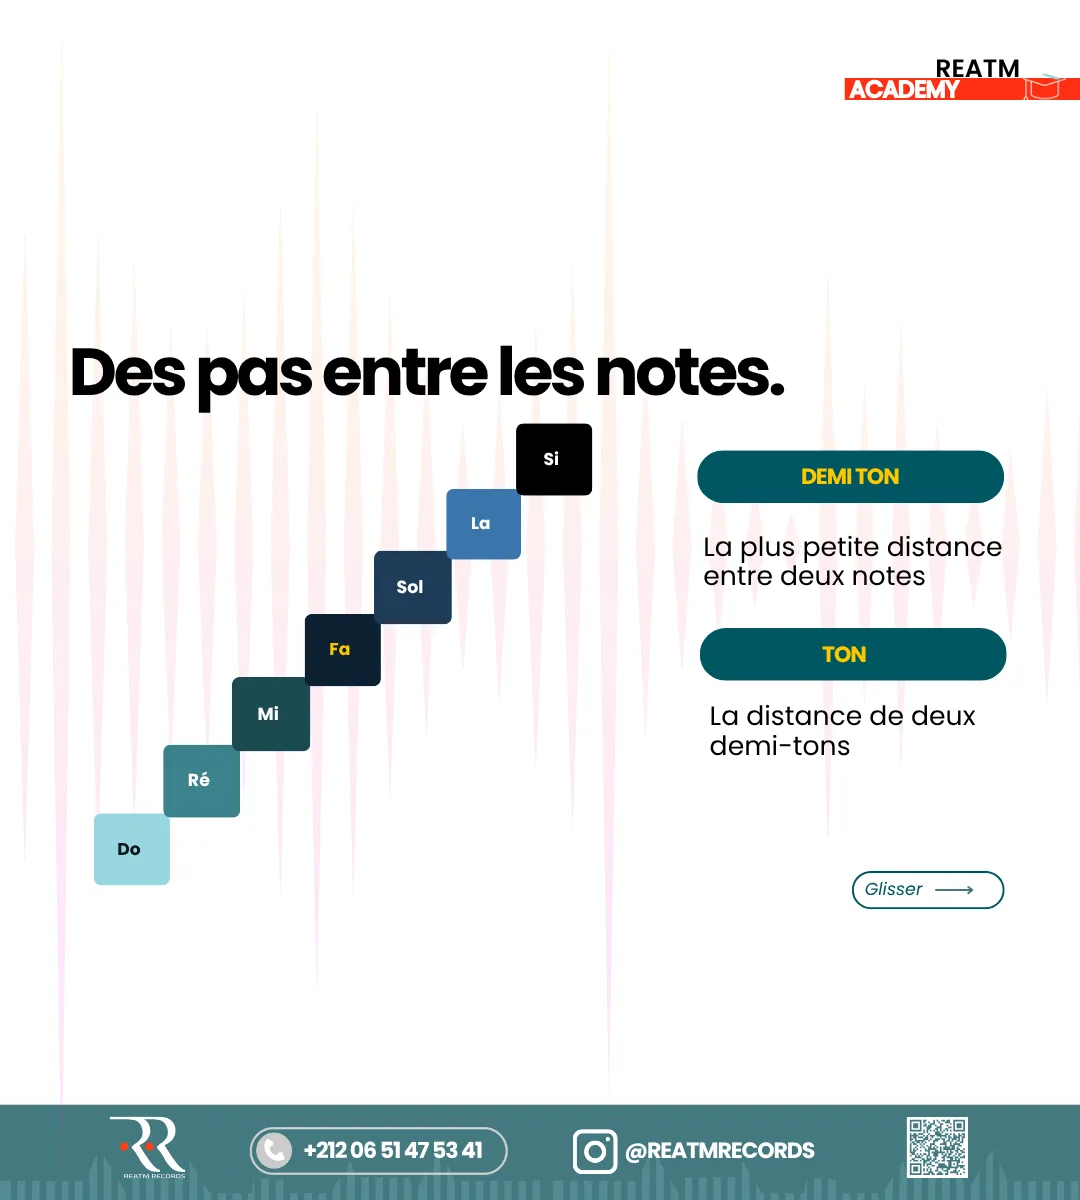 REATM
ACADEMY
Des pas entre les notes.
Si
La
Sol
Fa
Mi
Ré
Do
DEMI TON
La plus petite distance
entre deux notes
TON
La distance de deux
demi-tons
Glisser
REATM RECORDS
+212 06 51 47 53 41
@REATMRECORDS